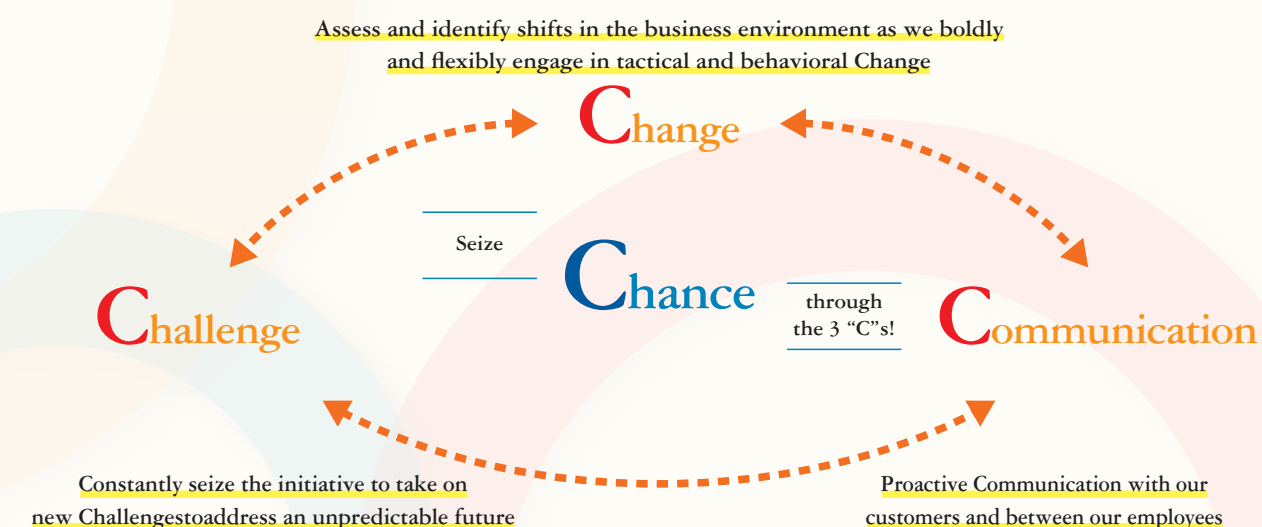 Assess and identify shifts in the business environment as we boldly
and flexibly engage in tactical and behavioral Change
Change
Seize
Chance
through
the 3 “C”s!
Challenge
Communication
Constantly seize the initiative to take on
new Challengestoaddress an unpredictable future
Proactive Communication with our
customers and between our employees